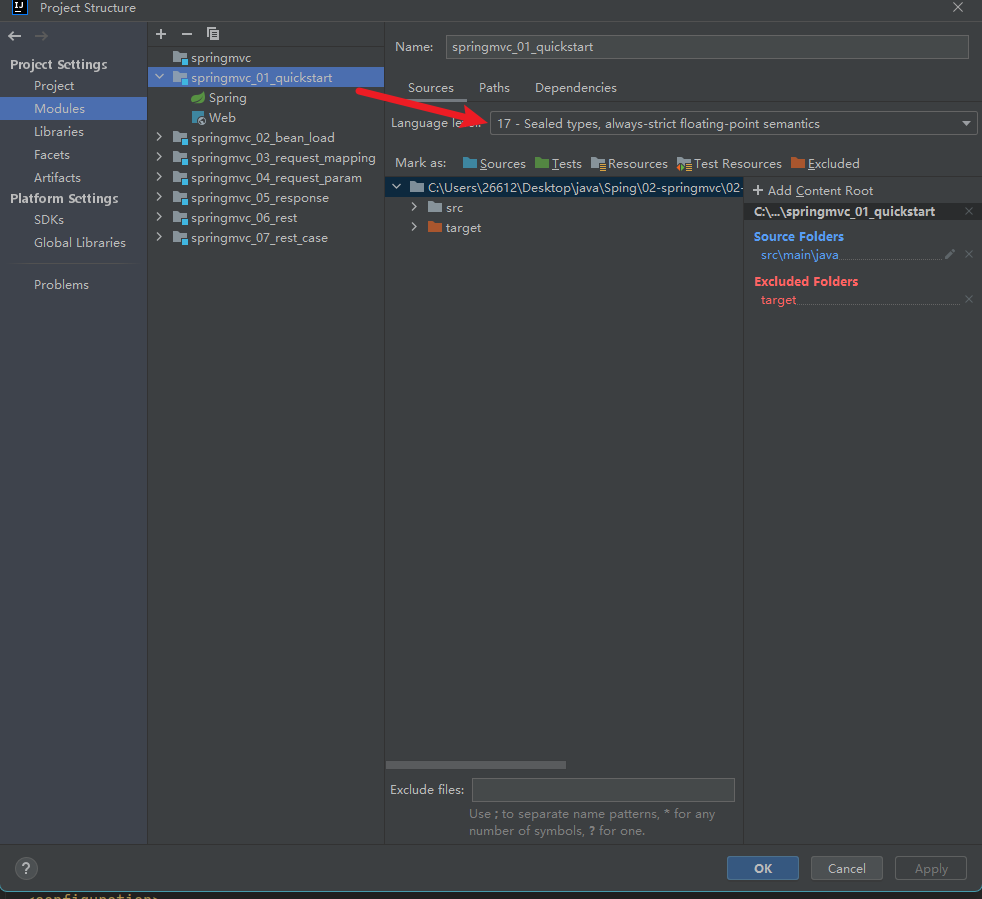 IJ
Project Structure
Project Settings
Project
Modules
Libraries
Facets
Artifacts
Platform Settings
SDKs
Global Libraries
Problems
springmvc
springmvc_01_quickstart
Spring
Web
springmvc_02_bean_load
springmvc_03_request_mapping
springmvc_04_request_param
springmvc_05_response
springmvc_06_rest
springmvc_07_rest_case
Name: springmvc_01_quickstart
Sources Paths Dependencies
Language level: 17 - Sealed types, always-strict floating-point semantics
Mark as: Sources Tests Resources Test Resources Excluded
C:\Users\26612\Desktop\java\Sping\02-springmvc\02-
src
target
+ Add Content Root
C:\...\springmvc_01_quickstart
Source Folders
src\main\java
Excluded Folders
target
Exclude files:
Use ; to separate name patterns, * for any
number of symbols, ? for one.
? OK Cancel Apply
<configuration>